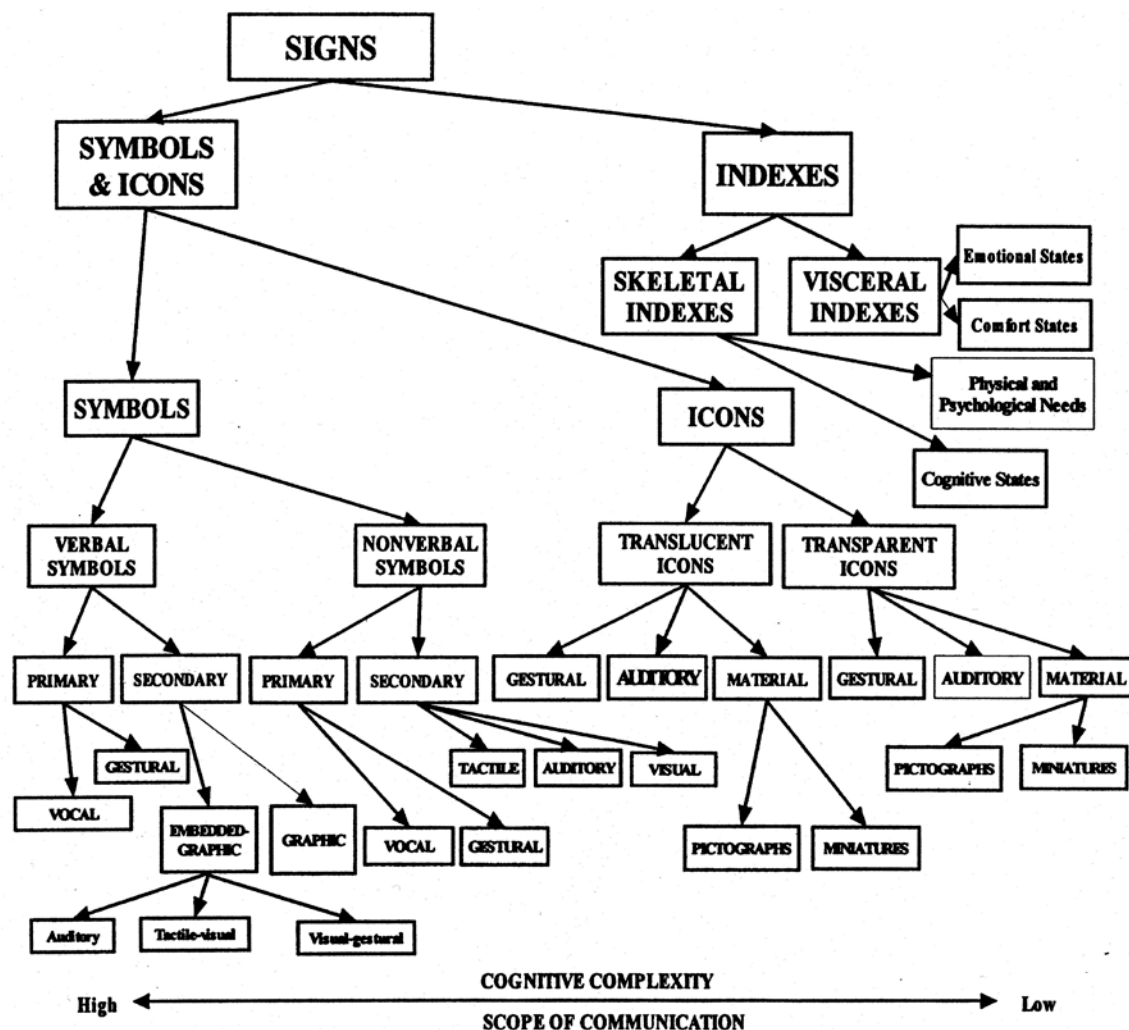 SIGNS
SYMBOLS
& ICONS
INDEXES
SKELETAL
INDEXES
VISCERAL
INDEXES
Emotional States
Comfort States
Physical and
Psychological Needs
Cognitive States
SYMBOLS
ICONS
VERBAL
SYMBOLS
NONVERBAL
SYMBOLS
TRANSLUCENT
ICONS
TRANSPARENT
ICONS
PRIMARY
SECONDARY
PRIMARY
SECONDARY
GESTURAL
AUDITORY
MATERIAL
GESTURAL
AUDITORY
MATERIAL
GESTURAL
VOCAL
TACTILE
AUDITORY
VISUAL
PICTOGRAPHS
MINIATURES
EMBEDDED-
GRAPHIC
GRAPHIC
VOCAL
GESTURAL
PICTOGRAPHS
MINIATURES
Auditory
Tactile-visual
Visual-gestural
COGNITIVE COMPLEXITY
High
Low
SCOPE OF COMMUNICATION